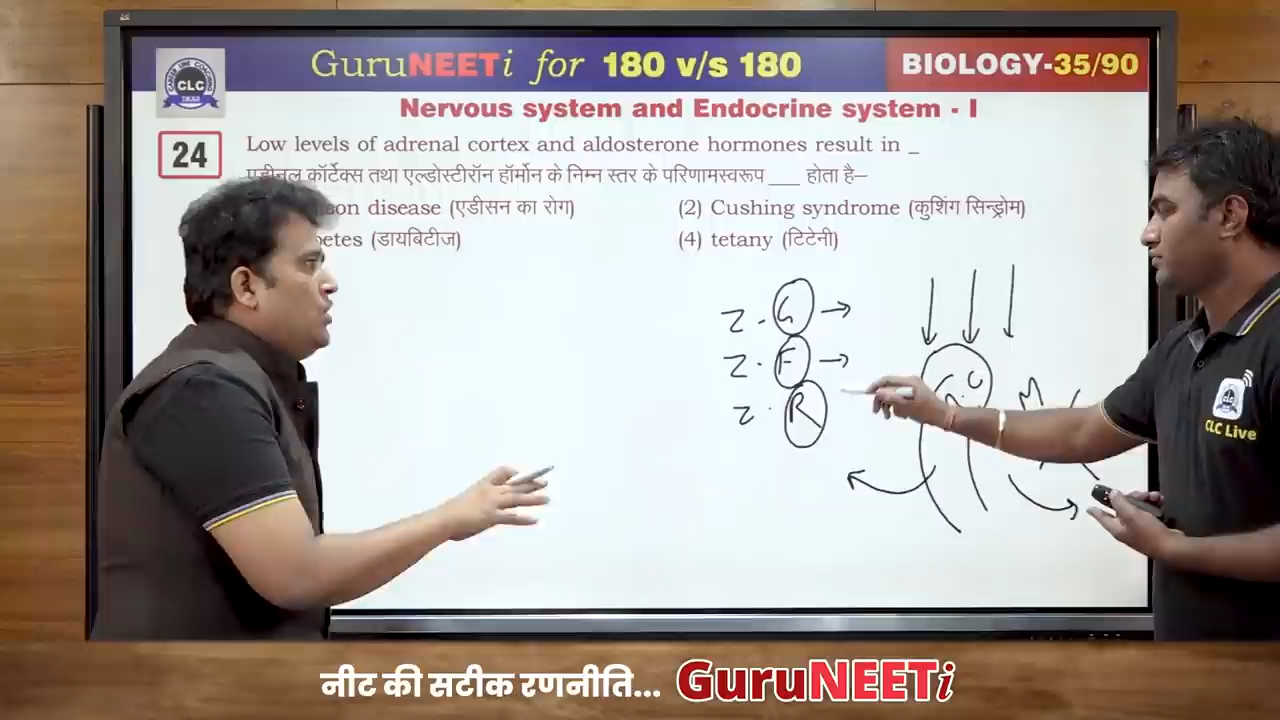 GuruNEETi for 180 v/s 180 BIOLOGY-35/90
CLC
SIKAR
Nervous system and Endocrine system - I
24 Low levels of adrenal cortex and aldosterone hormones result in _
एड्रीनल कॉर्टेक्स तथा एल्डोस्टीरॉन हॉर्मोन के निम्न स्तर के परिणामस्वरूप ___ होता है–
son disease (एडीसन का रोग) (2) Cushing syndrome (कुशिंग सिन्ड्रोम)
betes (डायबिटीज) (4) tetany (टिटेनी)
Z. G
Z. F
Z. R
CLC Live
नीट की सटीक रणनीति... GuruNEETi